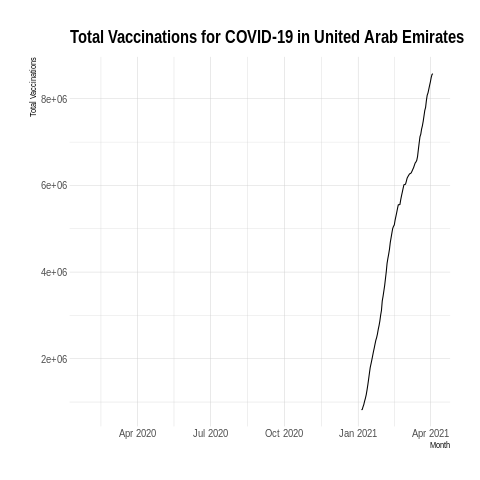 Total Vaccinations for COVID-19 in United Arab Emirates
Total Vaccinations
8e+06
6e+06
4e+06
2e+06
Apr 2020 Jul 2020 Oct 2020 Jan 2021 Apr 2021
Month